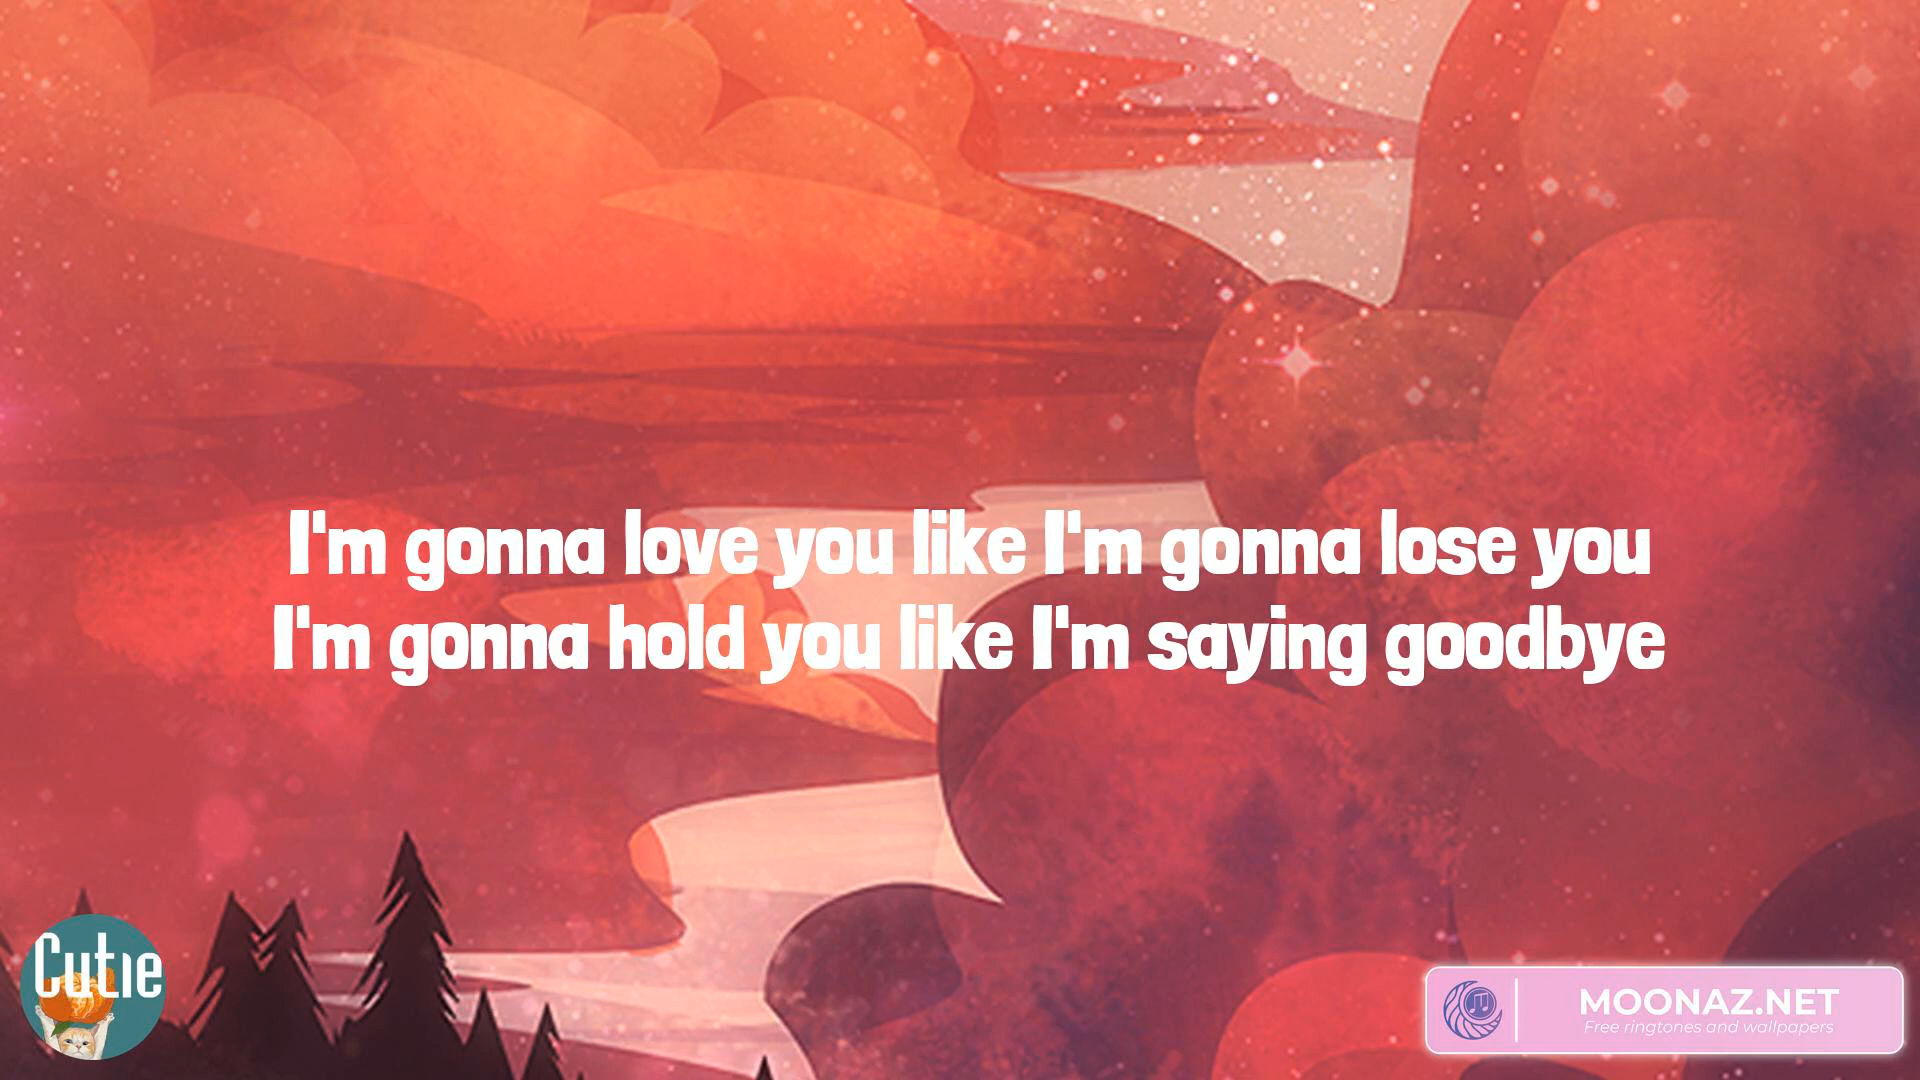 I'm gonna love you like I'm gonna lose you
I'm gonna hold you like I'm saying goodbye
Cutie
MOONAZ.NET
Free ringtones and wallpapers